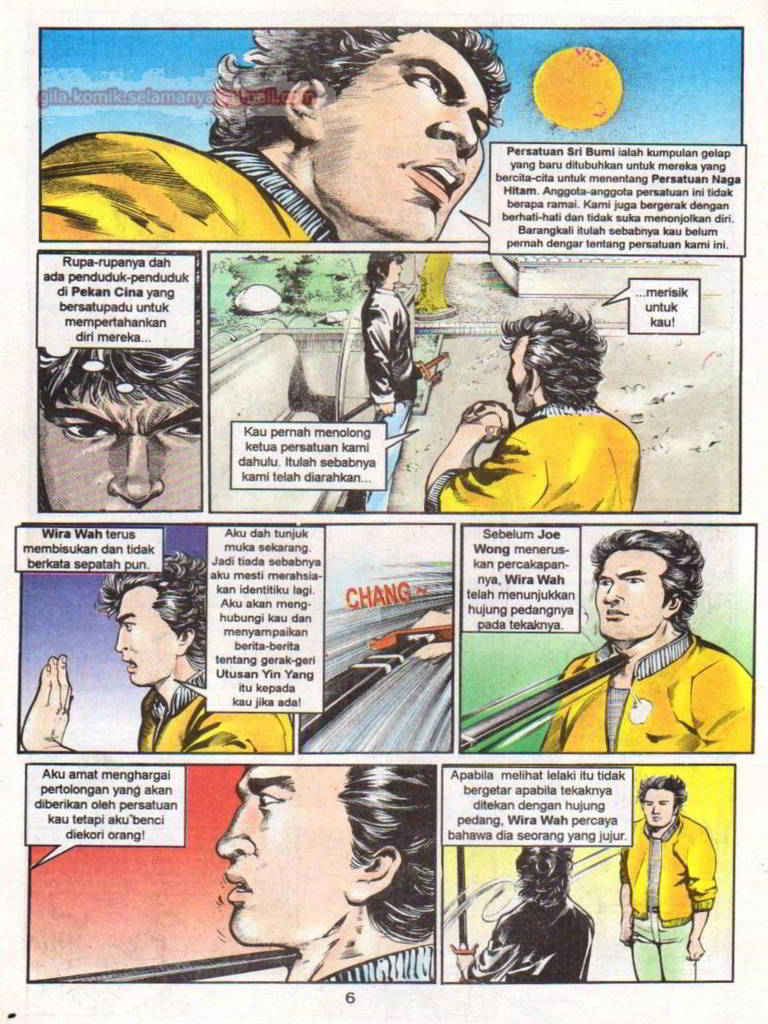 gila.komik.selamanya
Persatuan Sri Bumi ialah kumpulan gelap
yang baru ditubuhkan untuk mereka yang
bercita-cita untuk menentang Persatuan Naga
Hitam. Anggota-anggota persatuan ini tidak
berapa ramai. Kami juga bergerak dengan
berhati-hati dan tidak suka menonjolkan diri.
Barangkali itulah sebabnya kau belum
pernah dengar tentang persatuan kami ini.
Rupa-rupanya dah
ada penduduk-penduduk
di Pekan Cina yang
bersatupadu untuk
mempertahankan
diri mereka...
Kau pernah menolong
ketua persatuan kami
dahulu. Itulah sebabnya
kami telah diarahkan...
...merisik
untuk
kau!
Wira Wah terus
membisukan dan tidak
berkata sepatah pun.
Aku dah tunjuk
muka sekarang.
Jadi tiada sebabnya
aku mesti merahsia-
kan identitiku lagi.
Aku akan meng-
hubungi kau dan
menyampaikan
berita-berita
tentang gerak-geri
Utusan Yin Yang
itu kepada
kau jika ada!
CHANG~
Sebelum Joe
Wong menerus-
kan percakapan-
nya, Wira Wah
telah menunjukkan
hujung pedangnya
pada tekaknya.
Aku amat menghargai
pertolongan yang akan
diberikan oleh persatuan
kau tetapi aku benci
diekori orang!
Apabila melihat lelaki itu tidak
bergetar apabila tekaknya
ditekan dengan hujung
pedang, Wira Wah percaya
bahawa dia seorang yang jujur.
6